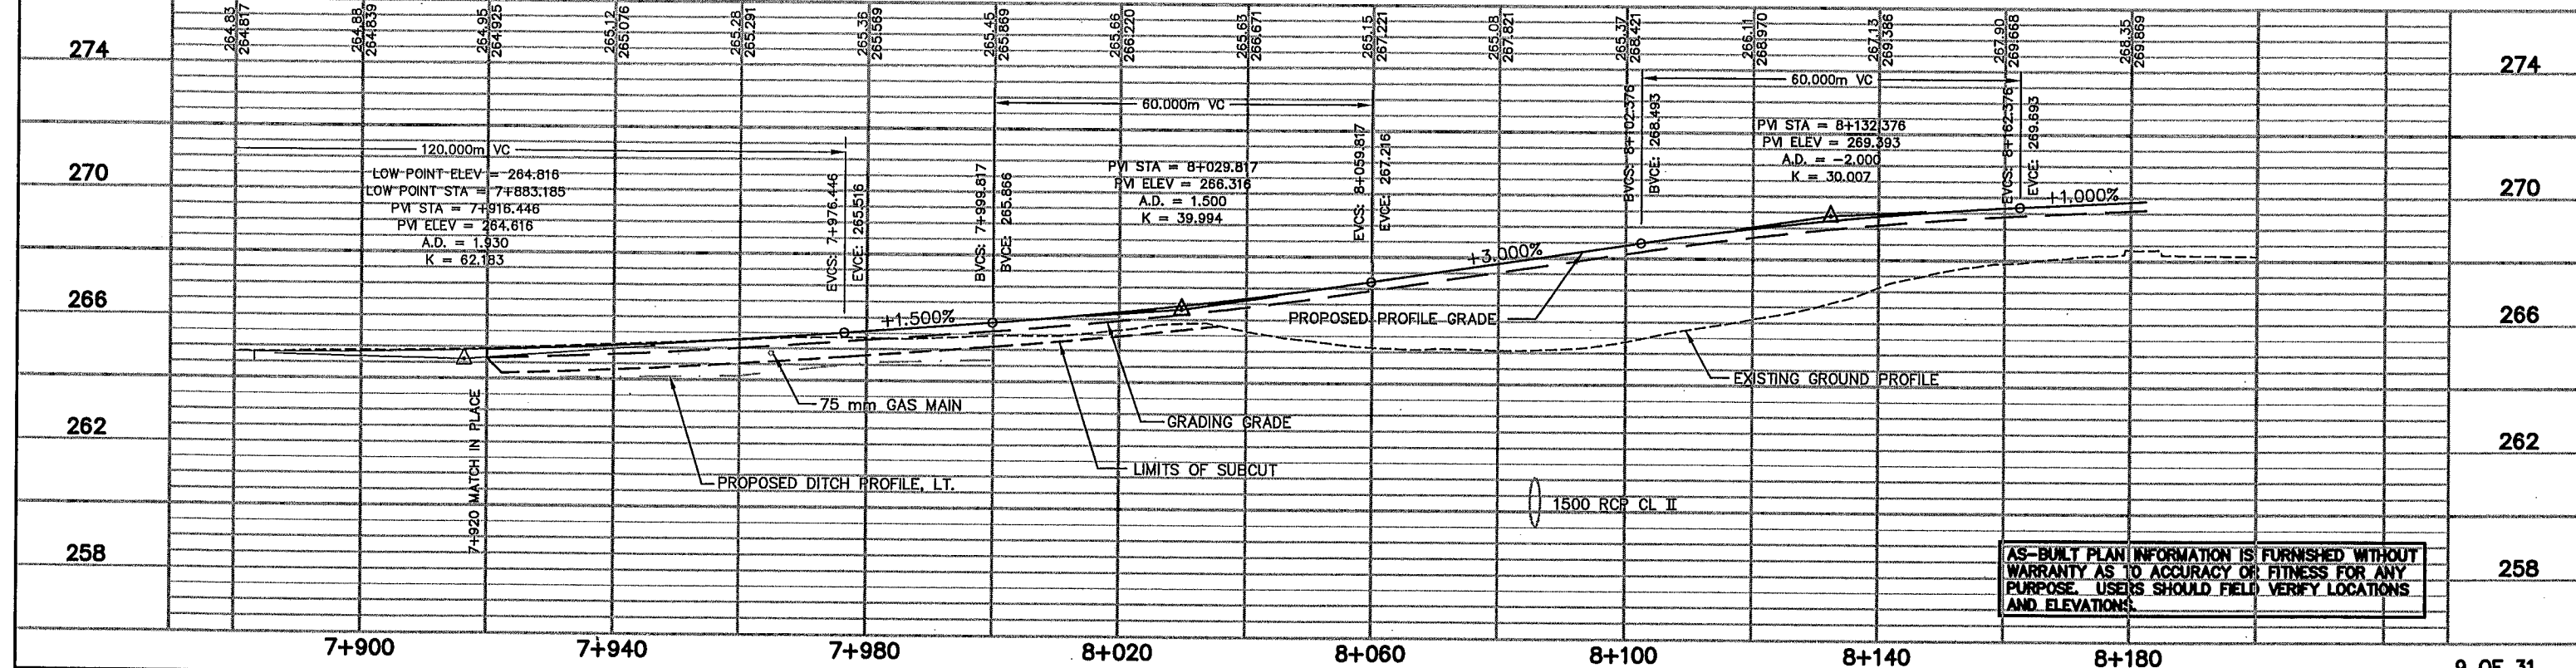 264.83
264.817
264.88
264.839
264.95
264.925
265.12
265.076
265.28
265.291
265.36
265.569
265.45
265.869
265.66
266.220
265.63
266.671
265.15
267.221
265.08
267.821
265.37
268.421
266.11
268.970
267.13
269.386
267.90
269.668
268.35
269.869
274
274
270
270
266
266
262
262
258
258
120.000m VC
LOW POINT ELEV = 264.816
LOW POINT STA = 7+883.185
PVI STA = 7+916.446
PVI ELEV = 264.616
A.D. = 1.930
K = 62.183
EVCS: 7+976.446
EVCE: 265.516
BVCS: 7+999.817
BVCE: 265.866
60.000m VC
PVI STA = 8+029.817
PVI ELEV = 266.316
A.D. = 1.500
K = 39.994
EVCS: 8+059.817
EVCE: 267.216
BVCS: 8+102.376
BVCE: 268.493
60.000m VC
PVI STA = 8+132.376
PVI ELEV = 269.393
A.D. = -2.000
K = 30.007
EVCS: 8+162.376
EVCE: 269.693
+1.500%
+3.000%
+1.000%
PROPOSED PROFILE GRADE
EXISTING GROUND PROFILE
75 mm GAS MAIN
GRADING GRADE
LIMITS OF SUBCUT
PROPOSED DITCH PROFILE, LT.
7+920 MATCH IN PLACE
1500 RCP CL II
AS-BUILT PLAN INFORMATION IS FURNISHED WITHOUT
WARRANTY AS TO ACCURACY OR FITNESS FOR ANY
PURPOSE. USERS SHOULD FIELD VERIFY LOCATIONS
AND ELEVATIONS.
7+900
7+940
7+980
8+020
8+060
8+100
8+140
8+180
9 OF 31